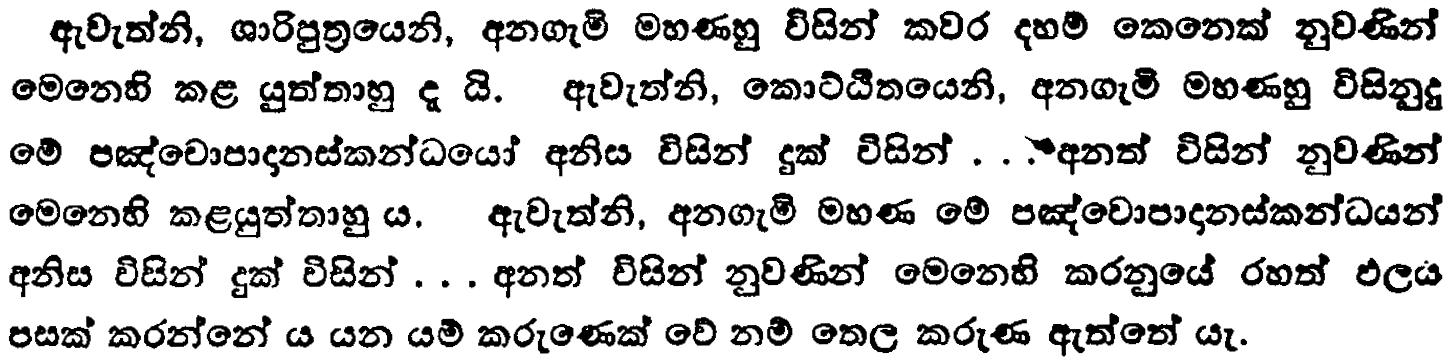 ඇවැත්නි, ශාරිපුත්‍රයෙනි, අනගැමි මහණහු විසින් කවර දහම් කෙනෙක් නුවණින්
මෙනෙහි කළ යුත්තාහු ද යි. ඇවැත්නි, කොට්ඨිතයෙනි, අනගැමි මහණහු විසිනුදු
මේ පඤ්චොපාදානස්කන්ධයෝ අනිස විසින් දුක් විසින් . . . අනත් විසින් නුවණින්
මෙනෙහි කළයුත්තාහු ය. ඇවැත්නි, අනගැමි මහණ මේ පඤ්චොපාදානස්කන්ධයන්
අනිස විසින් දුක් විසින් . . . අනත් විසින් නුවණින් මෙනෙහි කරනුයේ රහත් ඵලය
පසක් කරන්නේ ය යන යම් කරුණෙක් වේ නම් තෙල කරුණ ඇත්තේ යැ.